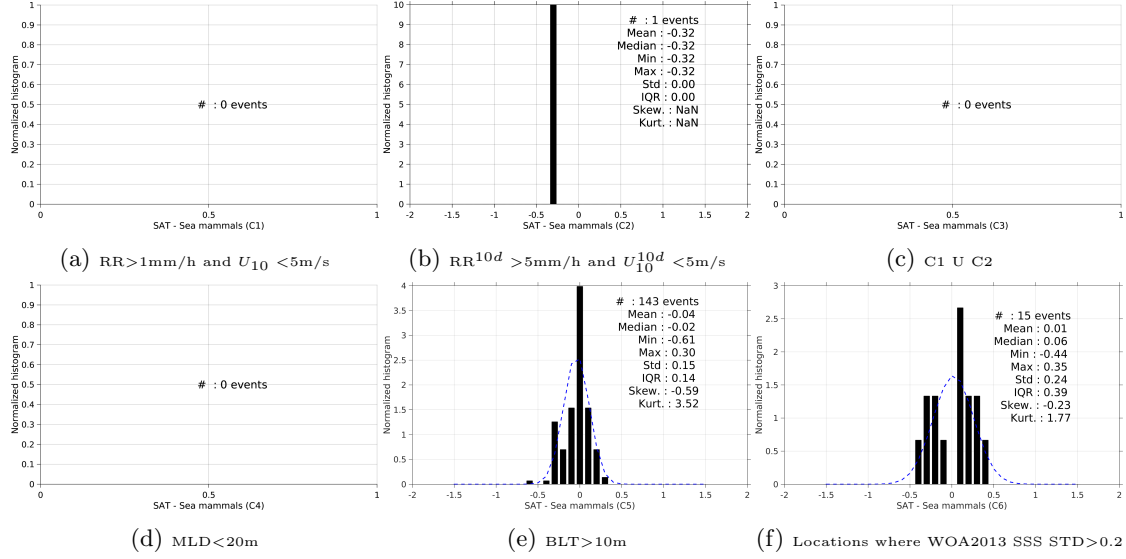 1
0.9
0.8
0.7
0.6
0.5
0.4
0.3
0.2
0.1
0
Normalized histogram
# : 0 events
0 0.5 1
SAT - Sea mammals (C1)
(a) RR>1mm/h and U10 <5m/s
10
9
8
7
6
5
4
3
2
1
0
Normalized histogram
# : 1 events
Mean : -0.32
Median : -0.32
Min : -0.32
Max : -0.32
Std : 0.00
IQR : 0.00
Skew. : NaN
Kurt. : NaN
-2 -1.5 -1 -0.5 0 0.5 1 1.5 2
SAT - Sea mammals (C2)
(b) RR10d >5mm/h and U10d10 <5m/s
1
0.9
0.8
0.7
0.6
0.5
0.4
0.3
0.2
0.1
0
Normalized histogram
# : 0 events
0 0.5 1
SAT - Sea mammals (C3)
(c) C1 U C2
1
0.9
0.8
0.7
0.6
0.5
0.4
0.3
0.2
0.1
0
Normalized histogram
# : 0 events
0 0.5 1
SAT - Sea mammals (C4)
(d) MLD<20m
4
3.5
3
2.5
2
1.5
1
0.5
0
Normalized histogram
# : 143 events
Mean : -0.04
Median : -0.02
Min : -0.61
Max : 0.30
Std : 0.15
IQR : 0.14
Skew. : -0.59
Kurt. : 3.52
-2 -1.5 -1 -0.5 0 0.5 1 1.5 2
SAT - Sea mammals (C5)
(e) BLT>10m
3
2.5
2
1.5
1
0.5
0
Normalized histogram
# : 15 events
Mean : 0.01
Median : 0.06
Min : -0.44
Max : 0.35
Std : 0.24
IQR : 0.39
Skew. : -0.23
Kurt. : 1.77
-2 -1.5 -1 -0.5 0 0.5 1 1.5 2
SAT - Sea mammals (C6)
(f) Locations where WOA2013 SSS STD>0.2